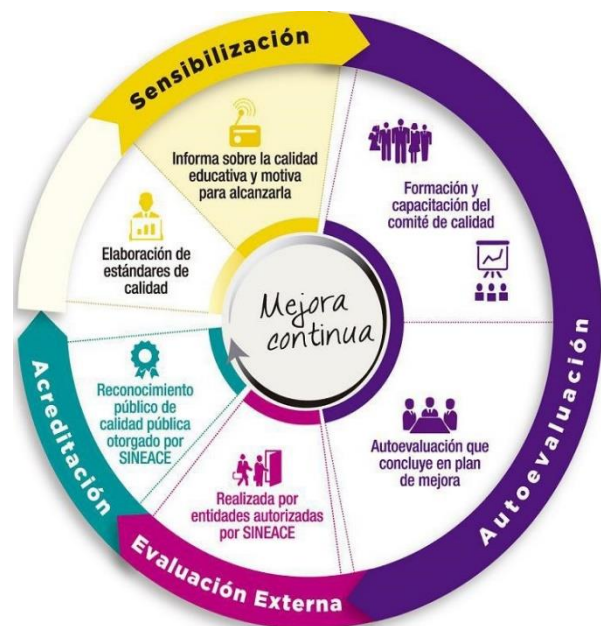 Sensibilización
Informa sobre la calidad
educativa y motiva
para alcanzarla
Formación y
capacitación del
comité de calidad
Autoevaluación
Autoevaluación que
concluye en plan
de mejora
Realizada por
entidades autorizadas
por SINEACE
Evaluación Externa
Reconocimiento
público de
calidad pública
otorgado por
SINEACE
Acreditación
Elaboración de
estándares de
calidad
Mejora
continua